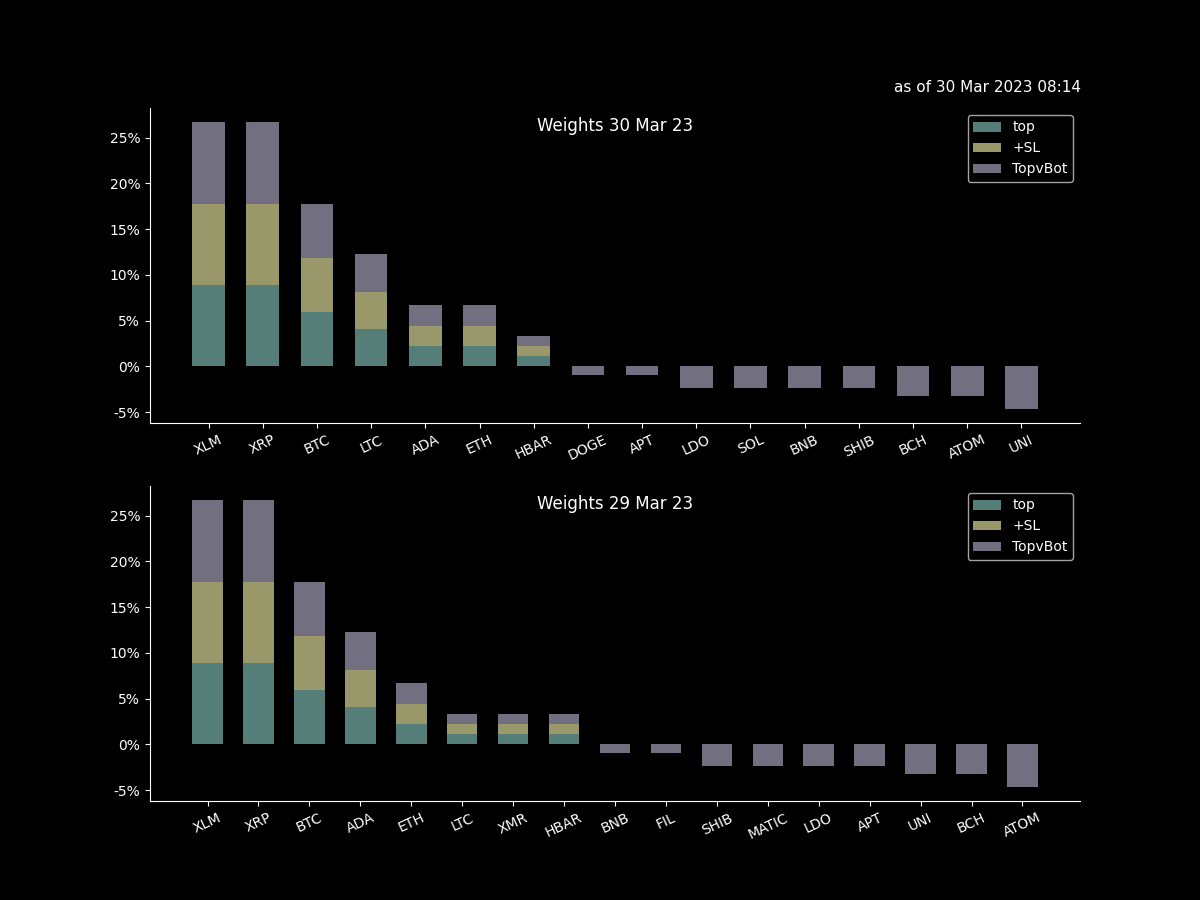 as of 30 Mar 2023 08:14
Weights 30 Mar 23
top
+SL
TopvBot
25%
20%
15%
10%
5%
0%
-5%
XLM XRP BTC LTC ADA ETH HBAR DOGE APT LDO SOL BNB SHIB BCH ATOM UNI
Weights 29 Mar 23
top
+SL
TopvBot
25%
20%
15%
10%
5%
0%
-5%
XLM XRP BTC ADA ETH LTC XMR HBAR BNB FIL SHIB MATIC LDO APT UNI BCH ATOM